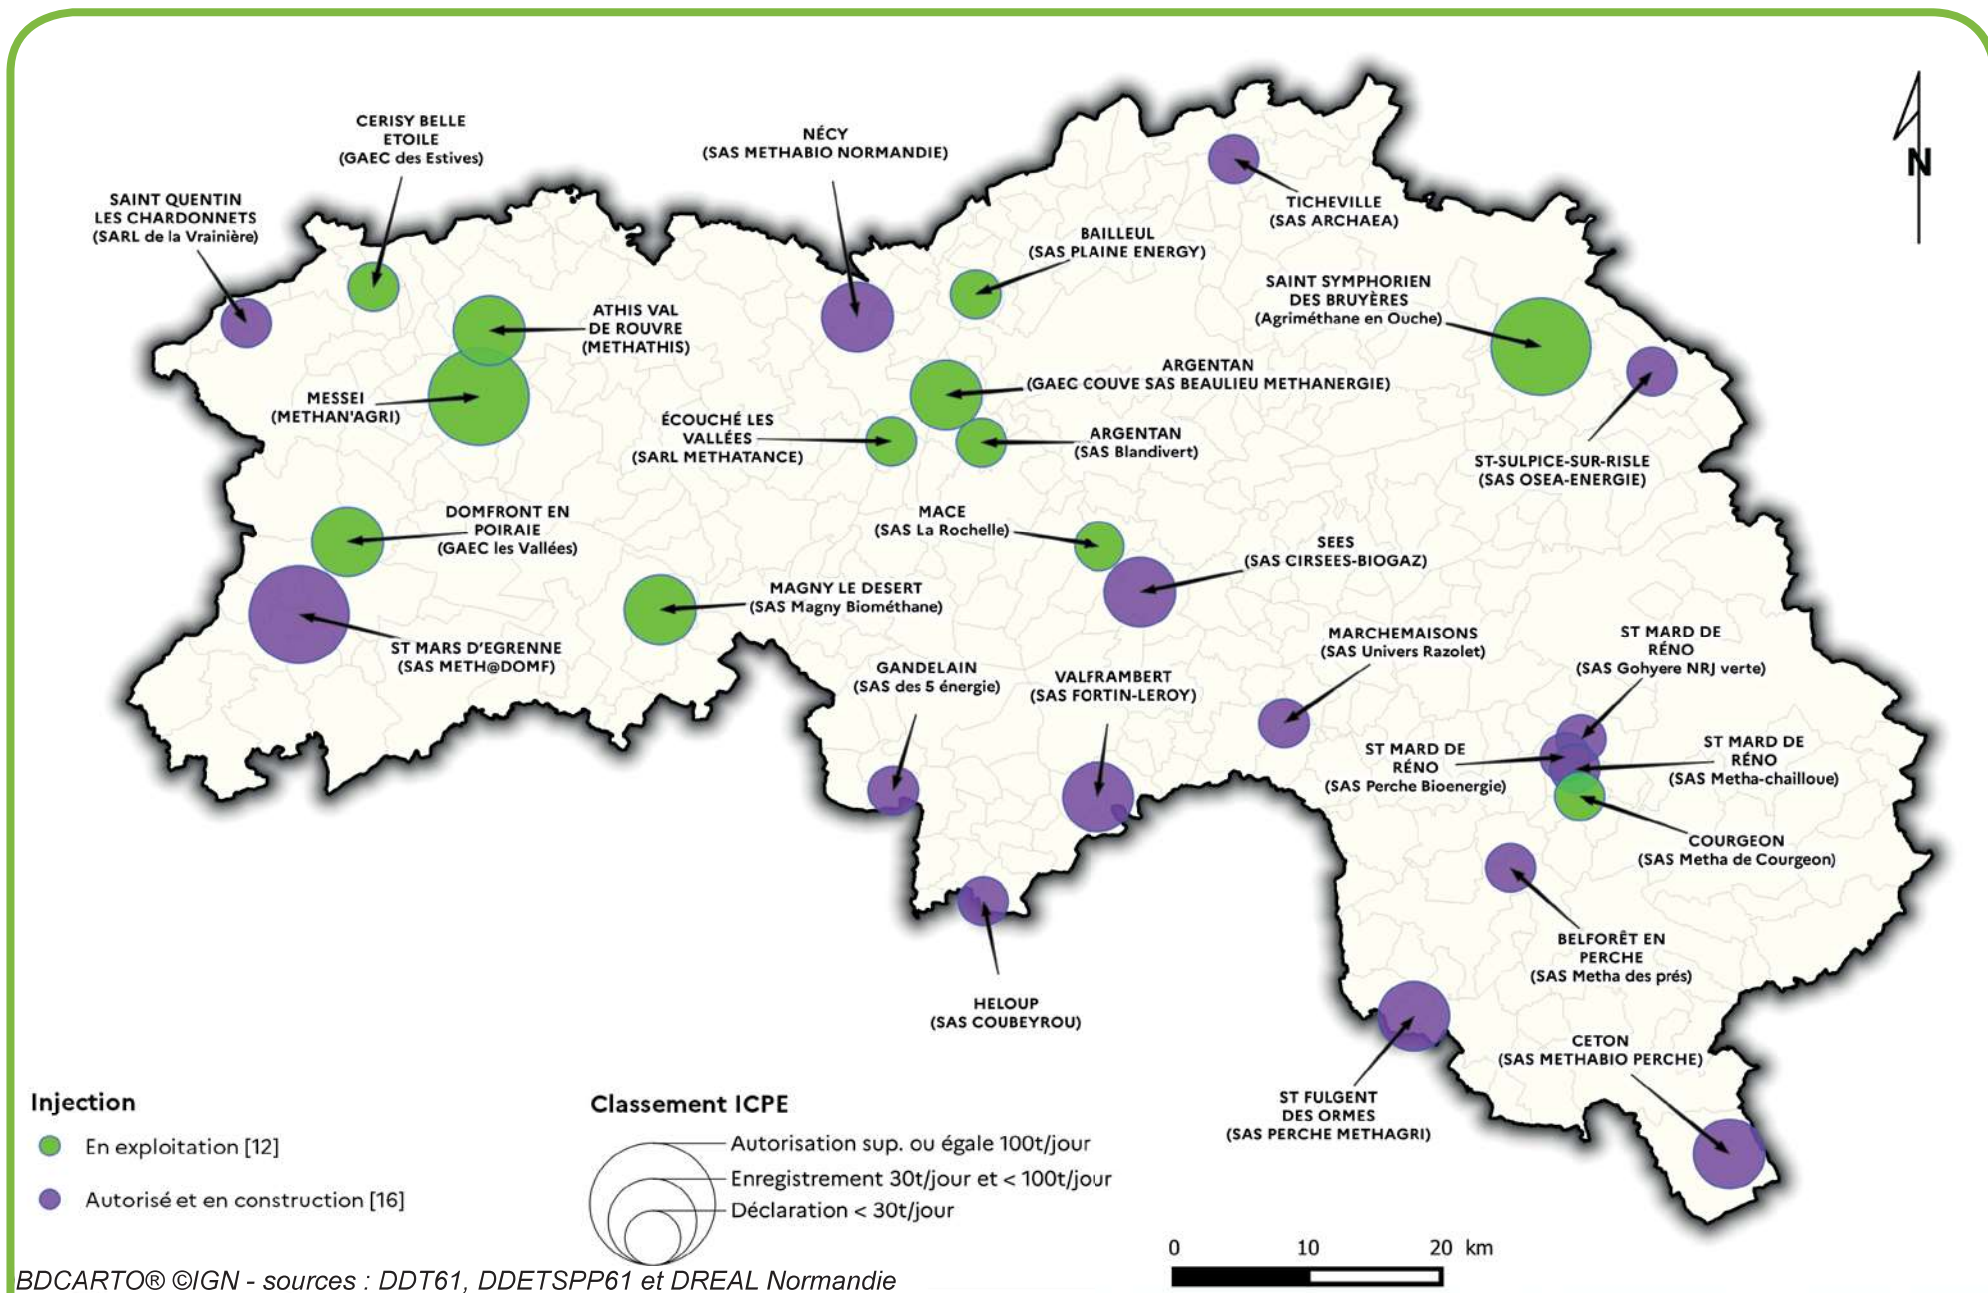 CERISY BELLE
ETOILE
(GAEC des Estives)
NÉCY
(SAS METHABIO NORMANDIE)
N
SAINT QUENTIN
LES CHARDONNETS
(SARL de la Vrainière)
TICHEVILLE
(SAS ARCHAEA)
BAILLEUL
(SAS PLAINE ENERGY)
SAINT SYMPHORIEN
DES BRUYÈRES
(Agriméthane en Ouche)
ATHIS VAL
DE ROUVRE
(METHATHIS)
ARGENTAN
(GAEC COUVE SAS BEAULIEU METHANERGIE)
MESSEI
(METHAN'AGRI)
ÉCOUCHÉ LES
VALLÉES
(SARL METHATANCE)
ARGENTAN
(SAS Blandivert)
ST-SULPICE-SUR-RISLE
(SAS OSEA-ENERGIE)
DOMFRONT EN
POIRAIE
(GAEC les Vallées)
MACE
(SAS La Rochelle)
SEES
(SAS CIRSEES-BIOGAZ)
MAGNY LE DESERT
(SAS Magny Biométhane)
ST MARS D'EGRENNE
(SAS METH@DOMF)
MARCHEMAISONS
(SAS Univers Razolet)
ST MARD DE
RÉNO
(SAS Gohyere NRJ verte)
GANDELAIN
(SAS des 5 énergie)
VALFRAMBERT
(SAS FORTIN-LEROY)
ST MARD DE
RÉNO
(SAS Perche Bioenergie)
ST MARD DE
RÉNO
(SAS Metha-chailloue)
COURGEON
(SAS Metha de Courgeon)
BELFORÊT EN
PERCHE
(SAS Metha des prés)
HELOUP
(SAS COUBEYROU)
CETON
(SAS METHABIO PERCHE)
ST FULGENT
DES ORMES
(SAS PERCHE METHAGRI)
Injection
En exploitation [12]
Autorisé et en construction [16]
Classement ICPE
Autorisation sup. ou égale 100t/jour
Enregistrement 30t/jour et < 100t/jour
Déclaration < 30t/jour
0 10 20 km
BDCARTO® ©IGN - sources : DDT61, DDETSPP61 et DREAL Normandie